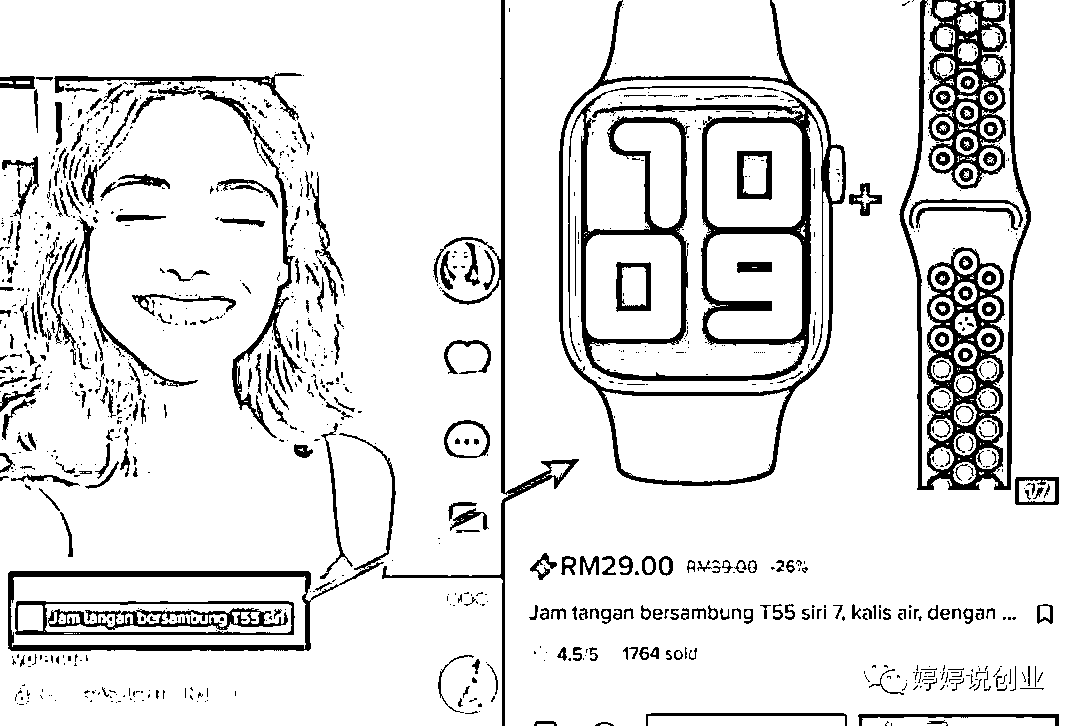 Jam tangan bersambung T55 siri
10
09
1/7
RM29.00 RM39.00 -26%
Jam tangan bersambung T55 siri 7, kalis air, dengan ...
4.5/5 1764 sold
婷婷说创业